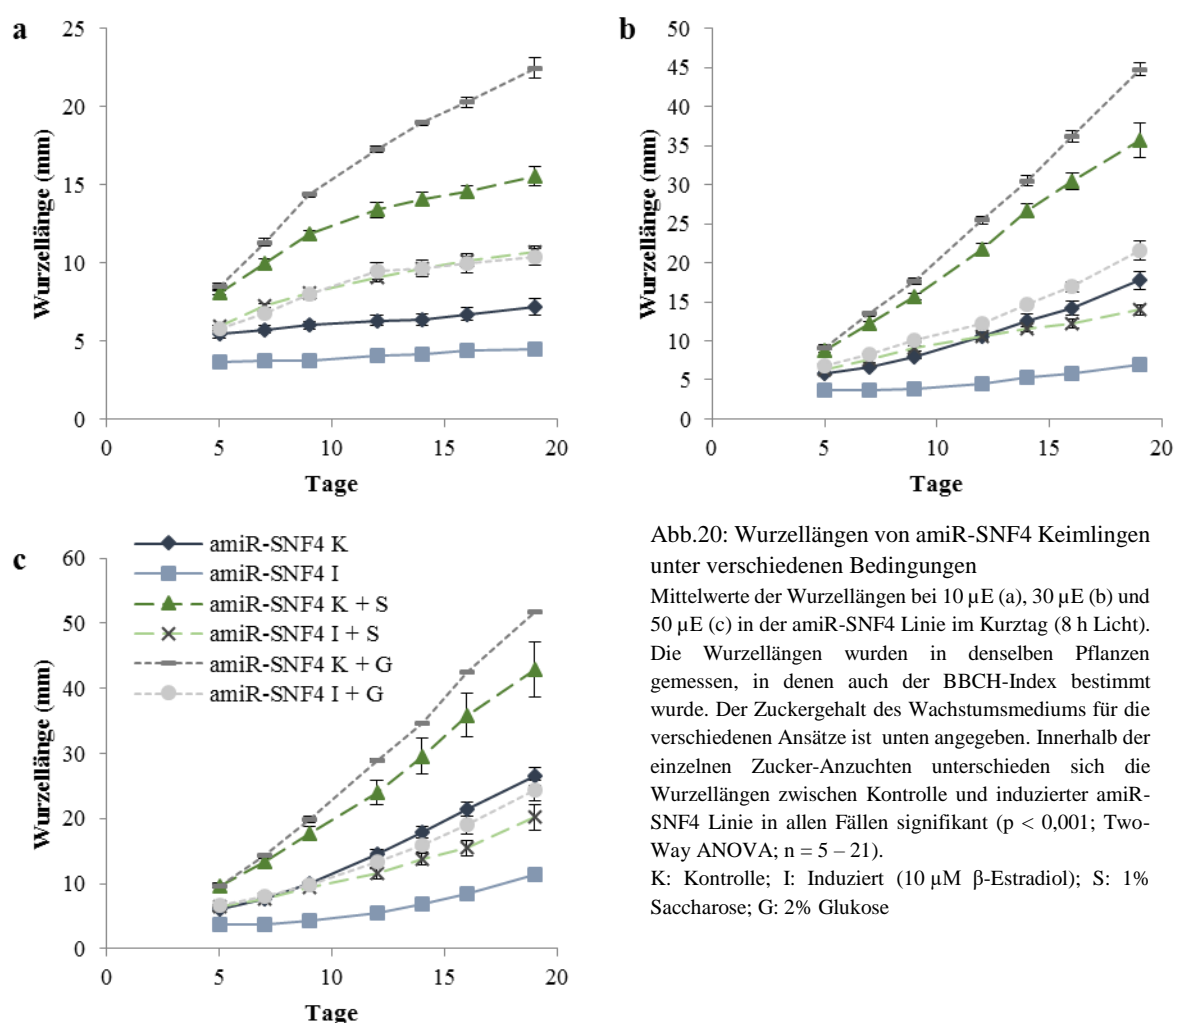 a
25
20
15
10
5
0
Wurzellänge (mm)
0 5 10 15 20
Tage
b
50
45
40
35
30
25
20
15
10
5
0
Wurzellänge (mm)
0 5 10 15 20
Tage
c
60
50
40
30
20
10
0
Wurzellänge (mm)
0 5 10 15 20
Tage
amiR-SNF4 K
amiR-SNF4 I
amiR-SNF4 K + S
amiR-SNF4 I + S
amiR-SNF4 K + G
amiR-SNF4 I + G
Abb.20: Wurzellängen von amiR-SNF4 Keimlingen
unter verschiedenen Bedingungen
Mittelwerte der Wurzellängen bei 10 µE (a), 30 µE (b) und
50 µE (c) in der amiR-SNF4 Linie im Kurztag (8 h Licht).
Die Wurzellängen wurden in denselben Pflanzen
gemessen, in denen auch der BBCH-Index bestimmt
wurde. Der Zuckergehalt des Wachstumsmediums für die
verschiedenen Ansätze ist unten angegeben. Innerhalb der
einzelnen Zucker-Anzuchten unterschieden sich die
Wurzellängen zwischen Kontrolle und induzierter amiR-
SNF4 Linie in allen Fällen signifikant (p < 0,001; Two-
Way ANOVA; n = 5 – 21).
K: Kontrolle; I: Induziert (10 µM β-Estradiol); S: 1%
Saccharose; G: 2% Glukose